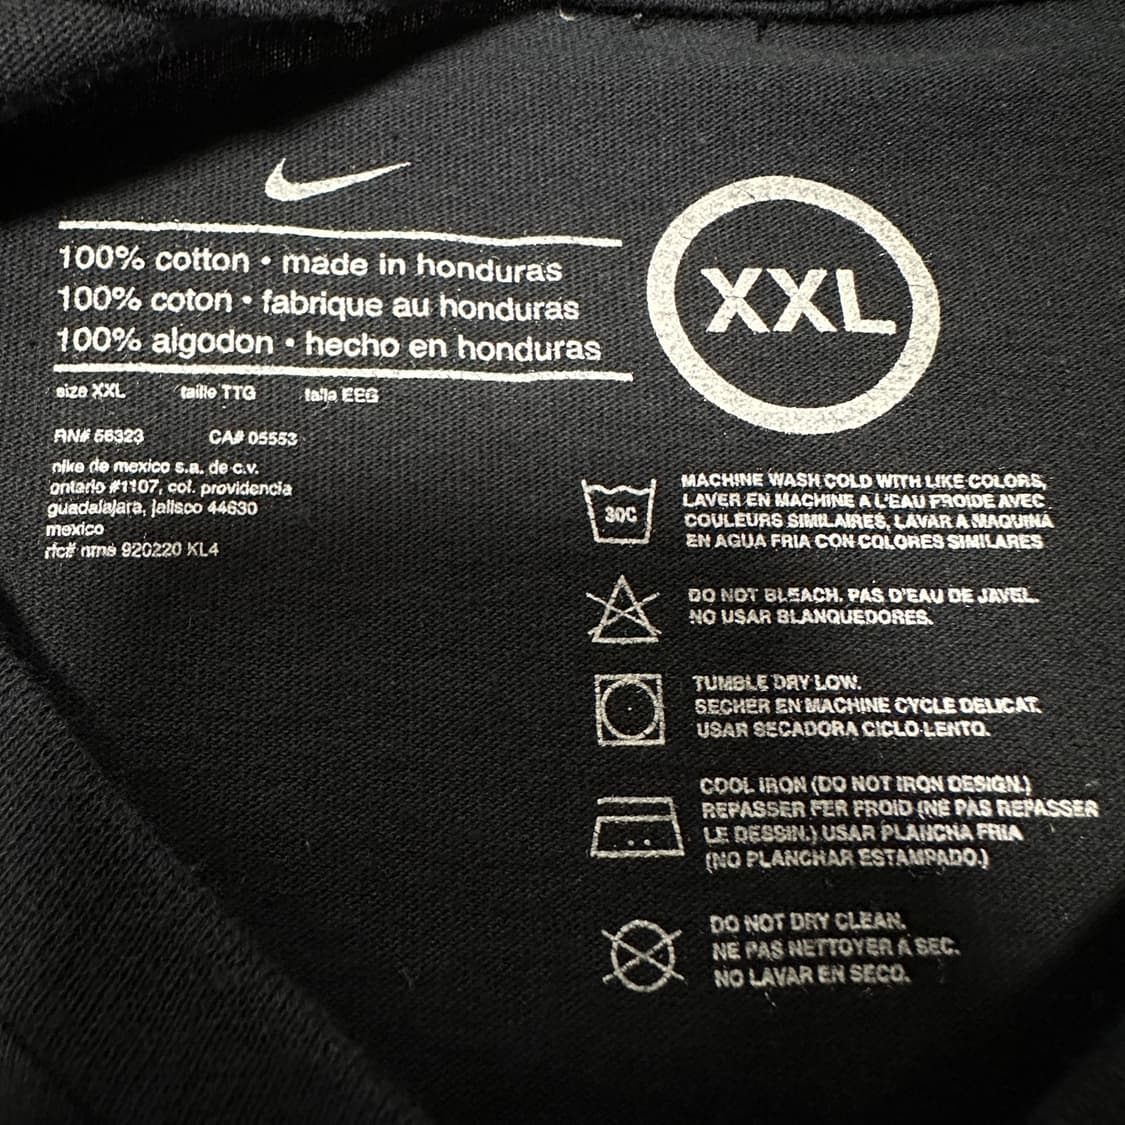 100% cotton • made in honduras
100% coton • fabrique au honduras
100% algodon • hecho en honduras
size XXL taille TTG talla EEG
RN# 56323 CA# 05553
nike de mexico s.a. de c.v.
ontario #1107, col. providencia
guadalajara, jalisco 44630
mexico
rfc# nme 920220 KL4
XXL
30C
MACHINE WASH COLD WITH LIKE COLORS,
LAVER EN MACHINE A L'EAU FROIDE AVEC
COULEURS SIMILAIRES, LAVAR A MAQUINA
EN AGUA FRIA CON COLORES SIMILARES
DO NOT BLEACH. PAS D'EAU DE JAVEL.
NO USAR BLANQUEDORES.
TUMBLE DRY LOW.
SECHER EN MACHINE CYCLE DELICAT.
USAR SECADORA CICLO-LENTO.
COOL IRON (DO NOT IRON DESIGN.)
REPASSER FER FROID (NE PAS REPASSER
LE DESSIN.) USAR PLANCHA FRIA
(NO PLANCHAR ESTAMPADO.)
DO NOT DRY CLEAN.
NE PAS NETTOYER A SEC.
NO LAVAR EN SECO.